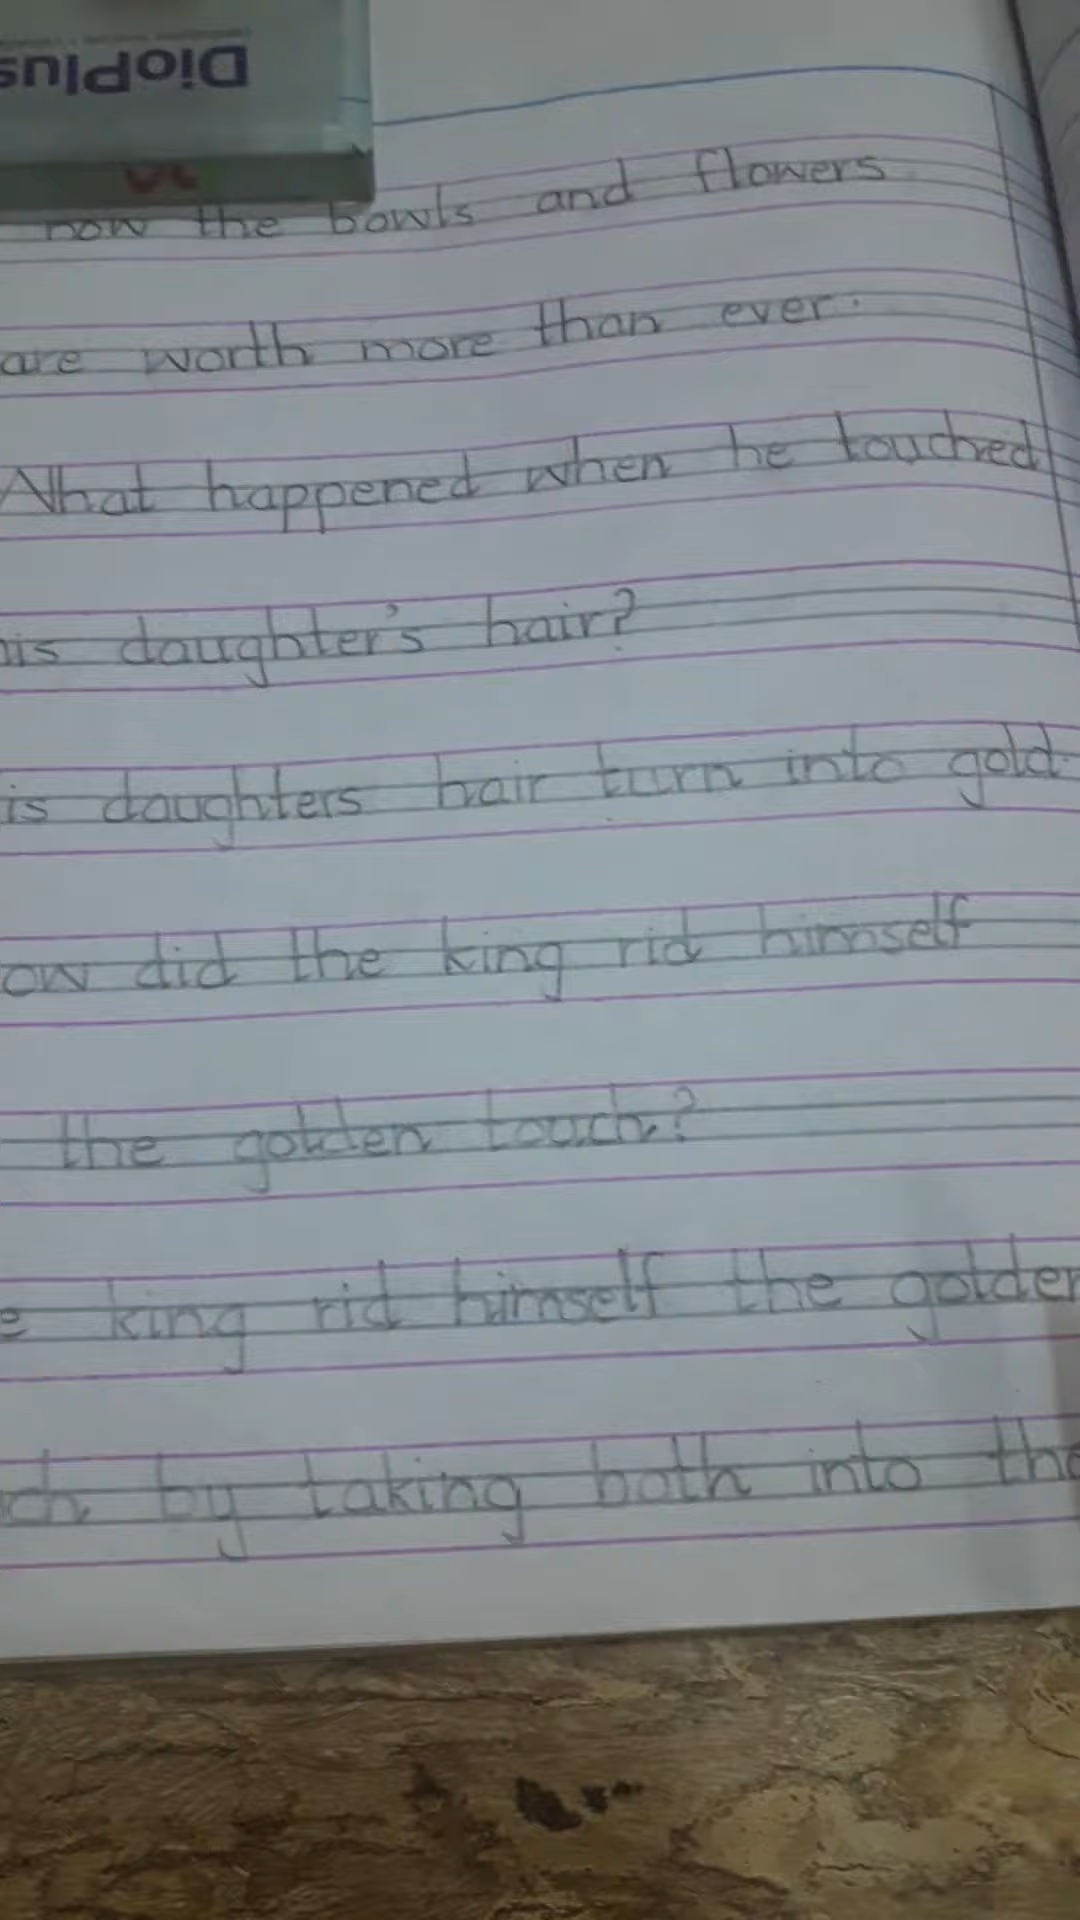 DioPlus
now the bowls and flowers
are worth more than ever.
What happened when he touched
is daughter's hair?
is daughters hair turn into gold.
ow did the king rid himself
the golden touch?
e king rid himself the golden
ch by taking both into the